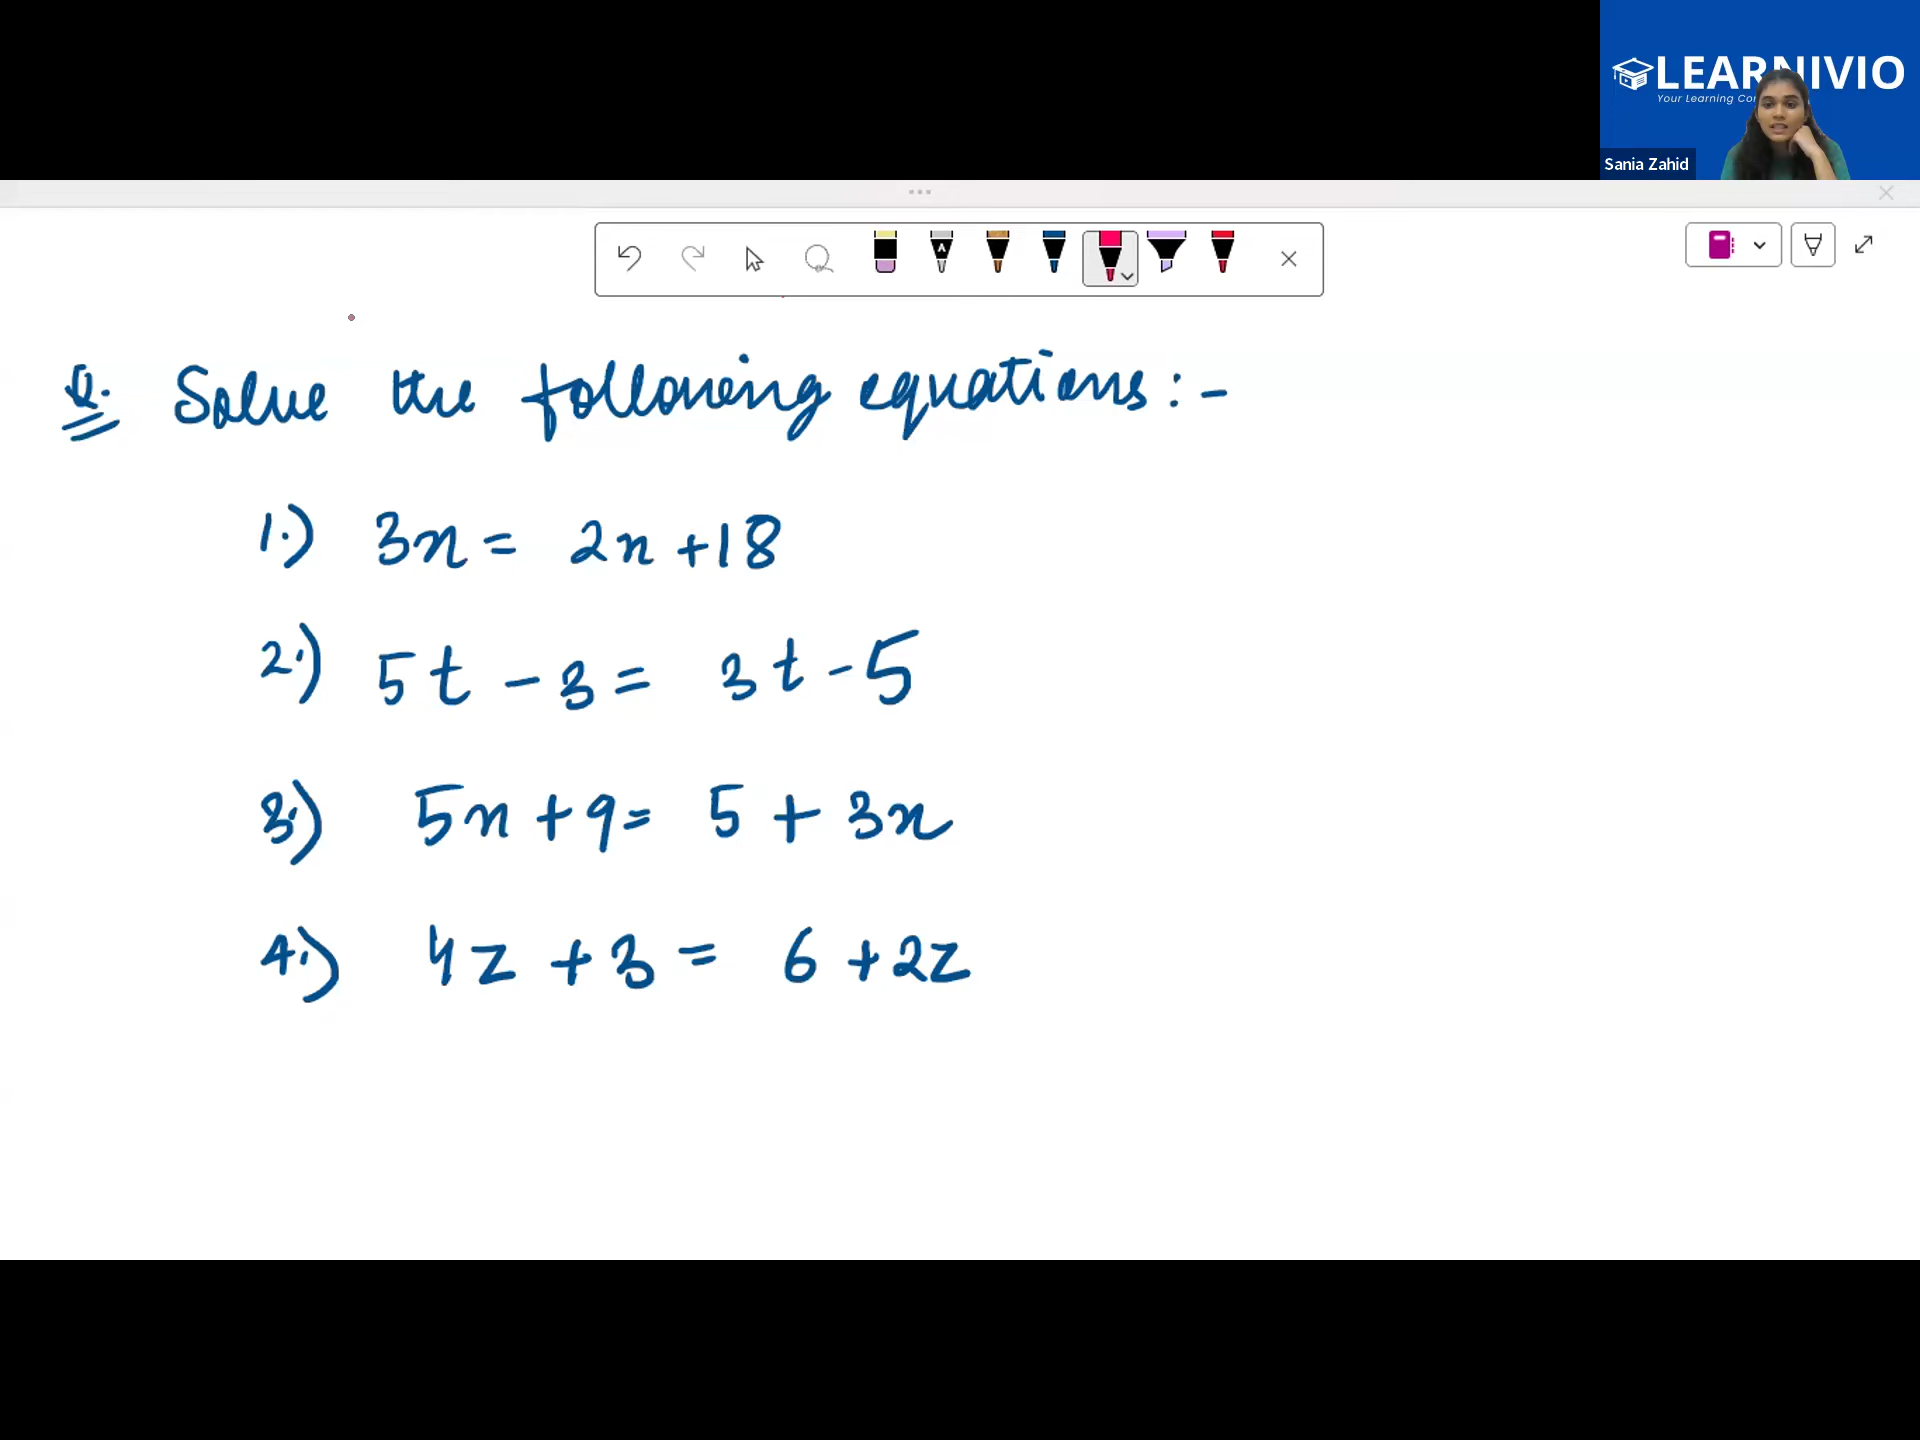 LEARNIVIO
Your Learning Co
Sania Zahid
Q. Solve the following equations:-
1.) 3x = 2x + 18
2.) 5t - 3 = 3t - 5
3.) 5x + 9 = 5 + 3x
4.) 4z + 3 = 6 + 2z